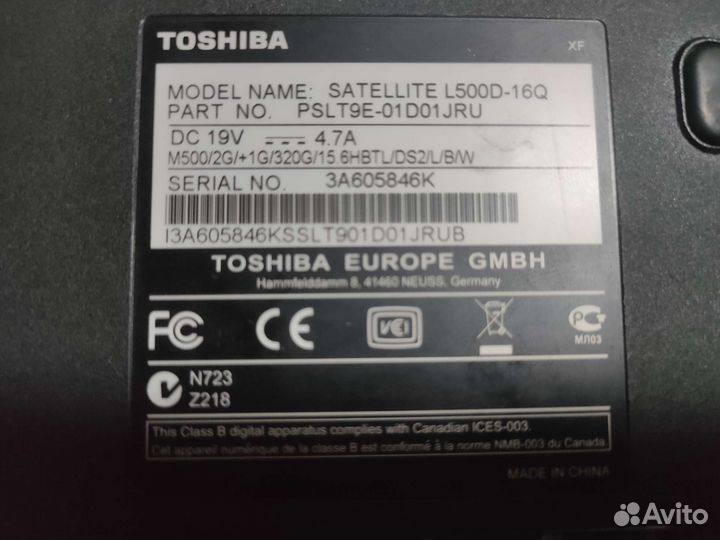 TOSHIBA
XF
MODEL NAME: SATELLITE L500D-16Q
PART NO. PSLT9E-01D01JRU
DC 19V 4.7A
M500/2G/+1G/320G/15.6HBTL/DS2/L/B/W
SERIAL NO. 3A605846K
I3A605846KSSLT901D01JRUB
TOSHIBA EUROPE GMBH
Hammfelddamm 8, 41460 NEUSS, Germany
FC CE VCI PC
МЛ03
N723
Z218
This Class B digital apparatus complies with Canadian ICES-003.
Cet appareil numérique de la classe B est conformé à la norme NMB-003 du Canada
MADE IN CHINA
Avito